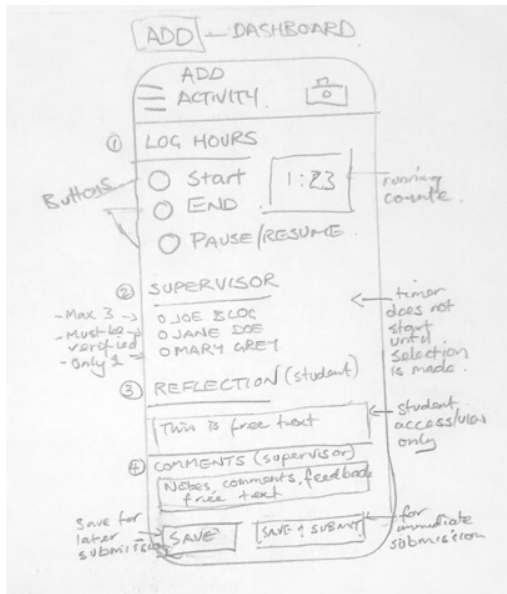 ADD — DASHBOARD
ADD
ACTIVITY.
① LOG HOURS
Buttons
Start
1:23
running
counte.
END
PAUSE/RESUME
② SUPERVISOR
- Max 3
JOE BLOG
- Must be
verified
JANE DOE
- Only 1
MARY GREY
timer
does not
start
until
selection
is made.
③ REFLECTION (student)
This is free text
student
access/view
only
④ COMMENTS (supervisor)
Notes, comments, feedback
free text
Save for
later
submission
SAVE
SAVE & SUBMIT
for
immediate
submission